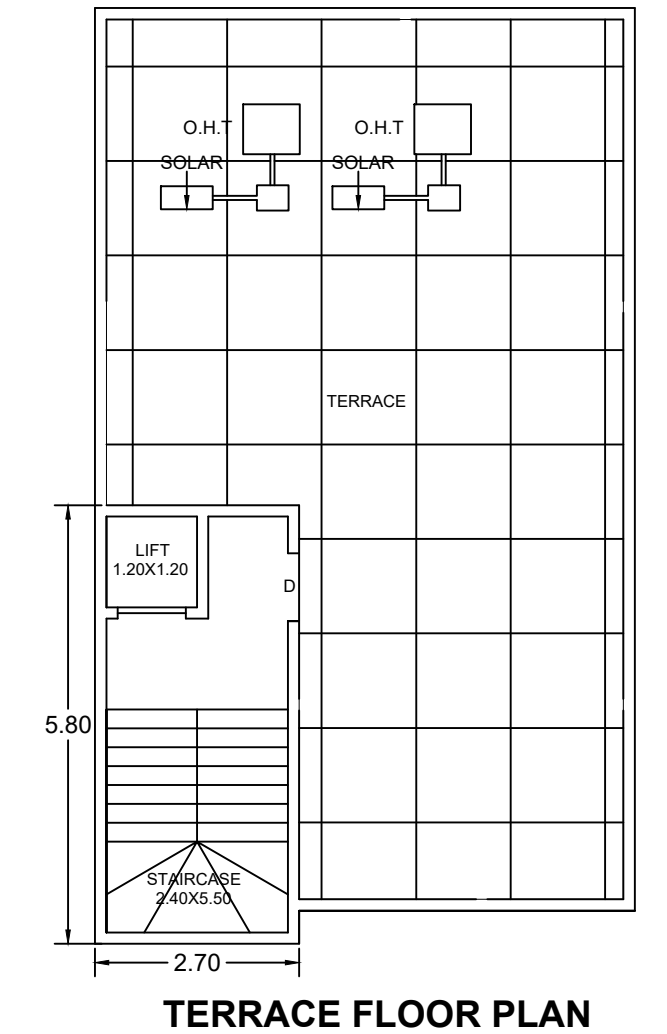 O.H.T O.H.T
SOLAR SOLAR
TERRACE
LIFT
1.20X1.20
D
5.80
STAIRCASE
2.40X5.50
2.70
TERRACE FLOOR PLAN